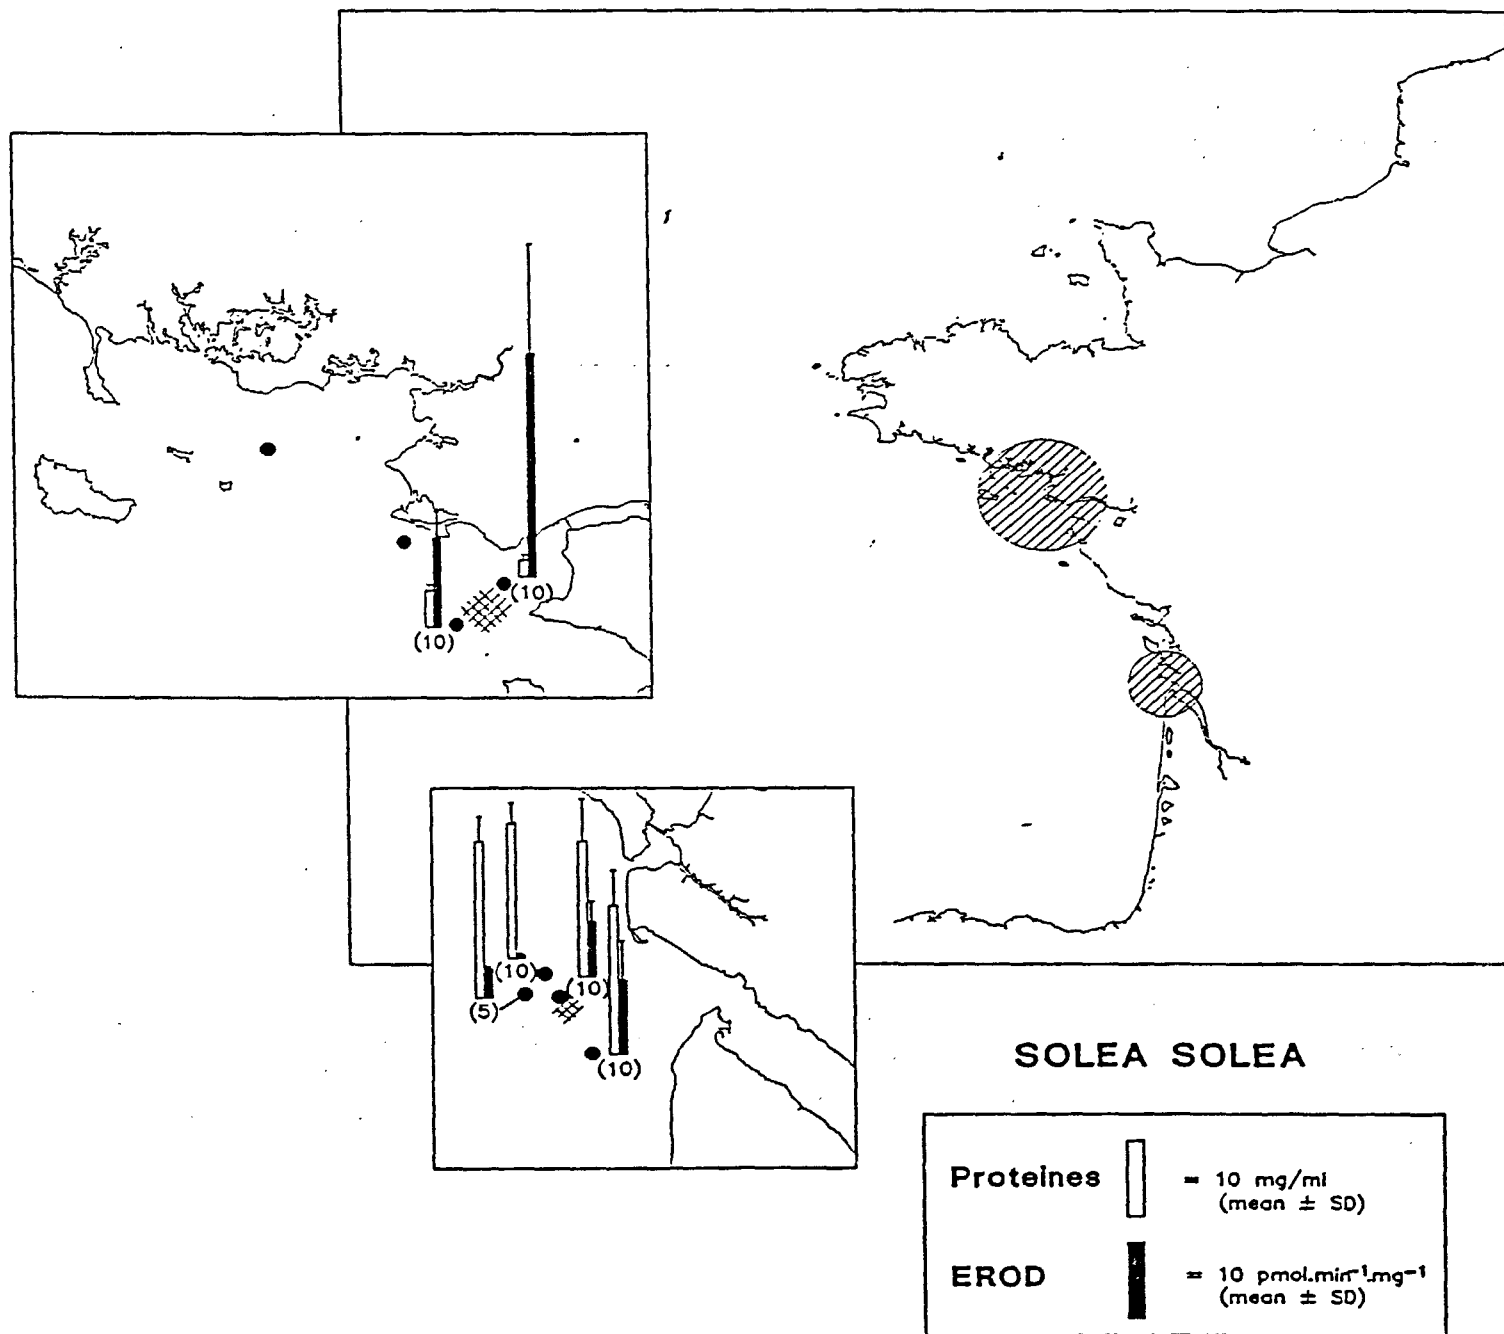 (10)
(10)
(10)
(10)
(5)
(10)
SOLEA SOLEA
Proteines = 10 mg/ml
(mean ± SD)
EROD = 10 pmol.min⁻¹.mg⁻¹
(mean ± SD)